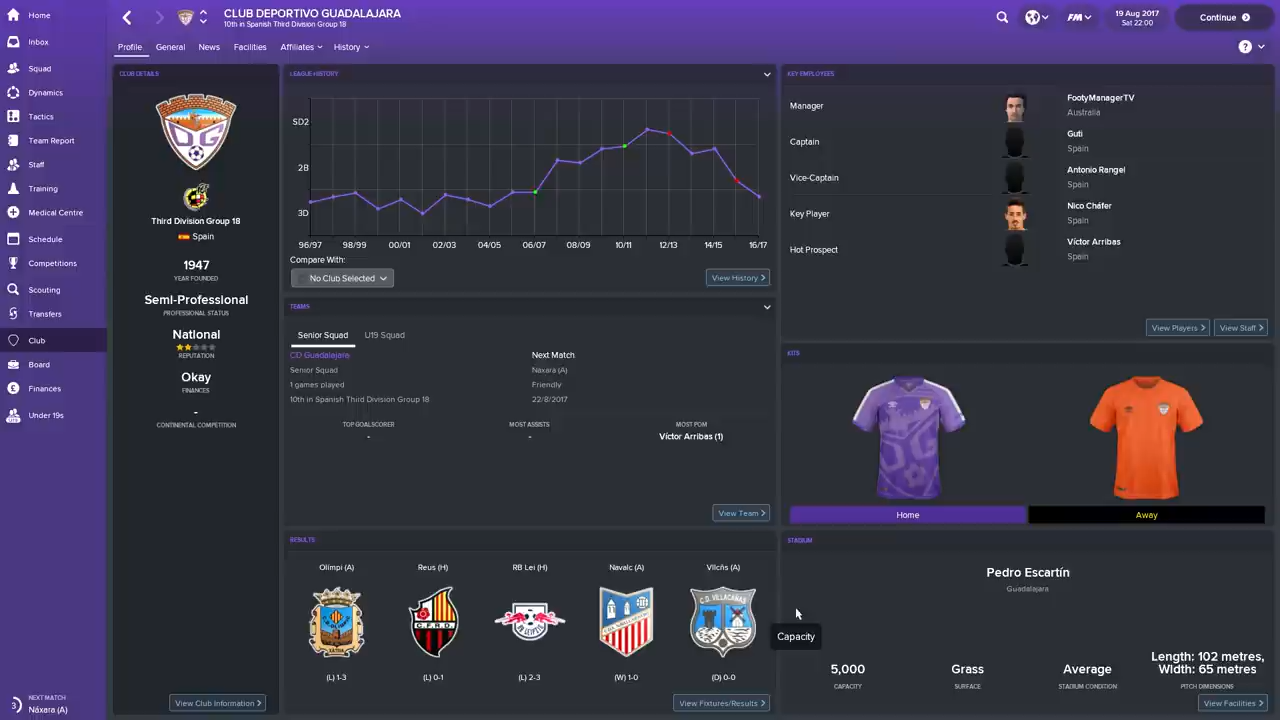 Home
Inbox
Squad
Dynamics
Tactics
Team Report
Staff
Training
Medical Centre
Schedule
Competitions
Scouting
Transfers
Club
Board
Finances
Under 19s
NEXT MATCH
Náxara (A)
CLUB DEPORTIVO GUADALAJARA
10th in Spanish Third Division Group 18
FM
19 Aug 2017
Sat 22:00
Continue
Profile
General
News
Facilities
Affiliates
History
?
CLUB DETAILS
Third Division Group 18
Spain
1947
YEAR FOUNDED
Semi-Professional
PROFESSIONAL STATUS
National
REPUTATION
Okay
FINANCES
-
CONTINENTAL COMPETITION
View Club Information
LEAGUE HISTORY
SD2
2B
3D
96/97
98/99
00/01
02/03
04/05
06/07
08/09
10/11
12/13
14/15
16/17
Compare With:
No Club Selected
View History
TEAMS
Senior Squad
U19 Squad
CD Guadalajara
Senior Squad
1 games played
10th in Spanish Third Division Group 18
Next Match
Náxara (A)
Friendly
22/8/2017
TOP GOALSCORER
-
MOST ASSISTS
-
MOST POM
Víctor Arribas (1)
View Team
RESULTS
Olímpi (A)
Reus (H)
RB Lei (H)
Navalc (A)
Vllcñs (A)
C.F.R.D.
C.D. VILLACAÑAS
(L) 1-3
(L) 0-1
(L) 2-3
(W) 1-0
(D) 0-0
View Fixtures/Results
KEY EMPLOYEES
Manager
FootyManagerTV
Australia
Captain
Guti
Spain
Vice-Captain
Antonio Rangel
Spain
Key Player
Nico Cháfer
Spain
Hot Prospect
Víctor Arribas
Spain
View Players
View Staff
KITS
Home
Away
STADIUM
Pedro Escartín
Guadalajara
Capacity
5,000
CAPACITY
Grass
SURFACE
Average
STADIUM CONDITION
Length: 102 metres,
Width: 65 metres
PITCH DIMENSIONS
View Facilities